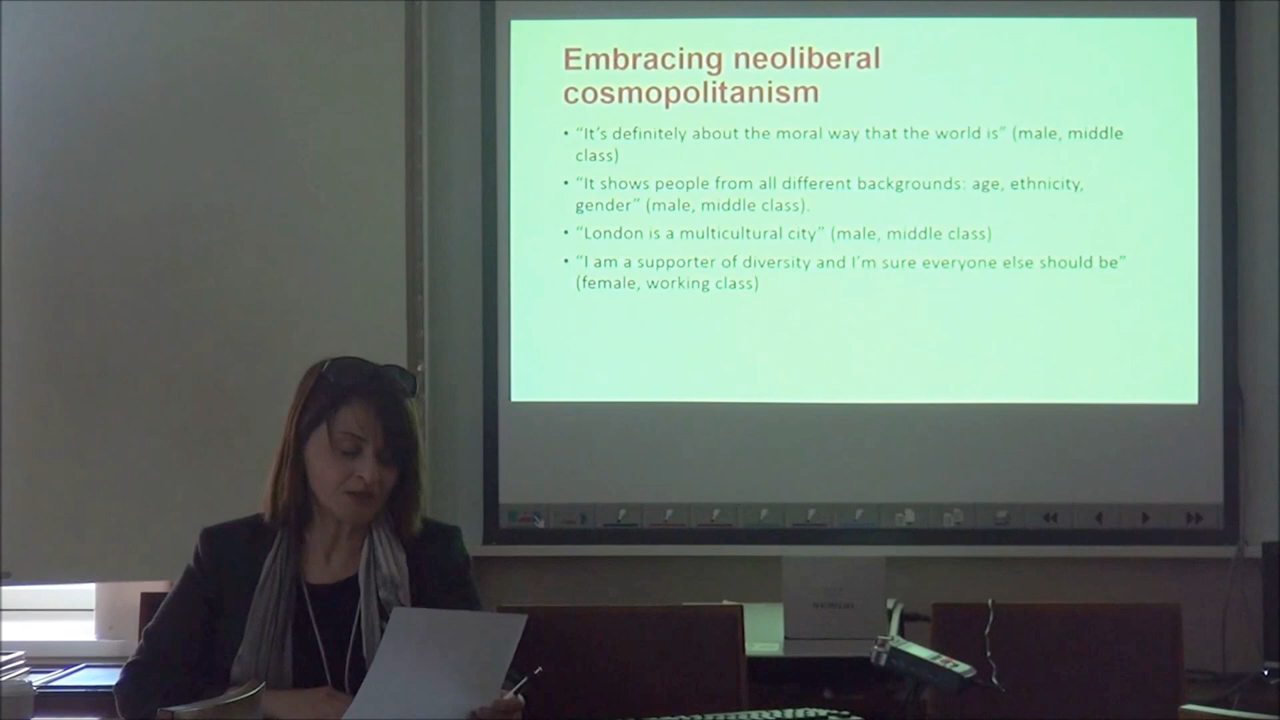 Embracing neoliberal
cosmopolitanism
• "It's definitely about the moral way that the world is" (male, middle
class)
• "It shows people from all different backgrounds: age, ethnicity,
gender" (male, middle class).
• "London is a multicultural city" (male, middle class)
• "I am a supporter of diversity and I'm sure everyone else should be"
(female, working class)